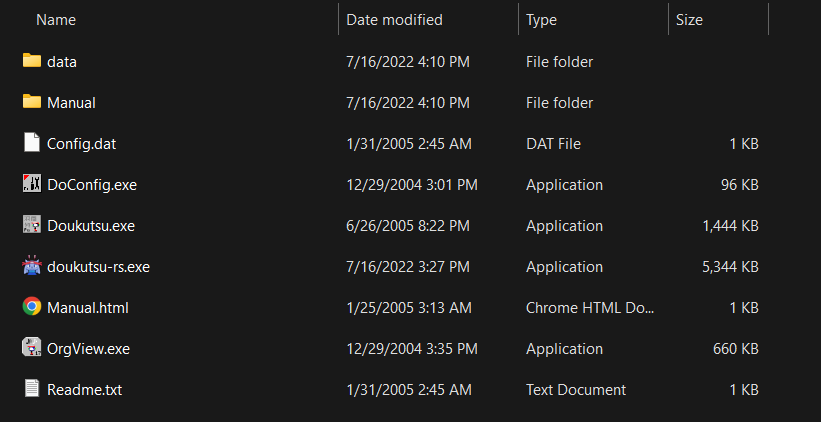 Name Date modified Type Size
data 7/16/2022 4:10 PM File folder
Manual 7/16/2022 4:10 PM File folder
Config.dat 1/31/2005 2:45 AM DAT File 1 KB
DoConfig.exe 12/29/2004 3:01 PM Application 96 KB
Doukutsu.exe 6/26/2005 8:22 PM Application 1,444 KB
doukutsu-rs.exe 7/16/2022 3:27 PM Application 5,344 KB
Manual.html 1/25/2005 3:13 AM Chrome HTML Do... 1 KB
OrgView.exe 12/29/2004 3:35 PM Application 660 KB
Readme.txt 1/31/2005 2:45 AM Text Document 1 KB